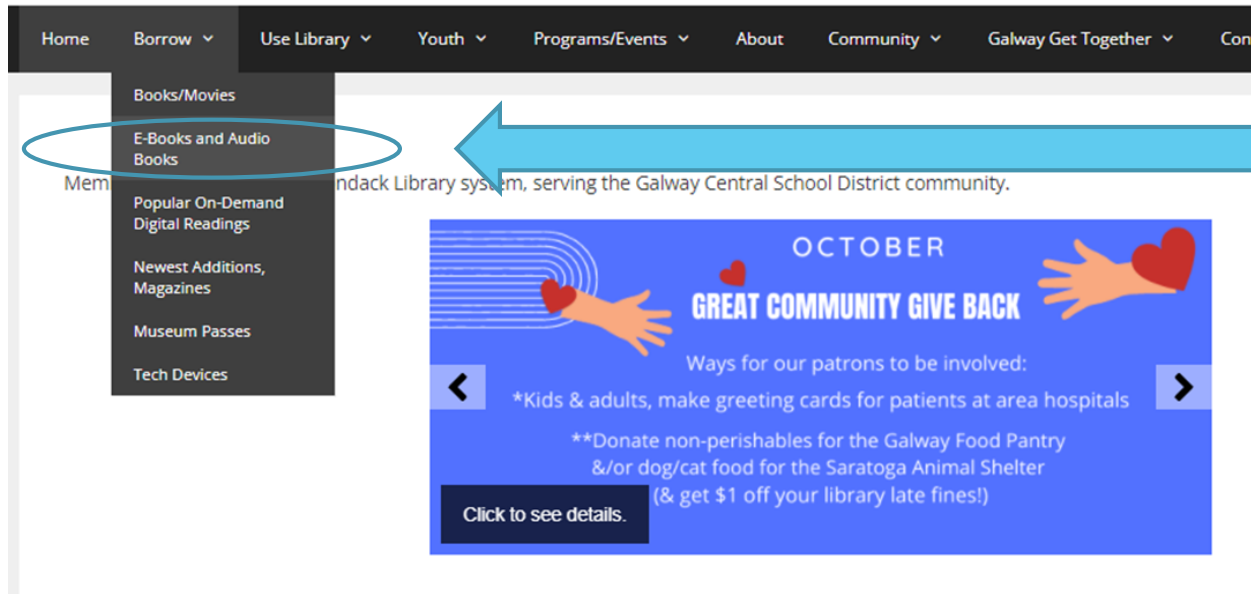 Home Borrow Use Library Youth Programs/Events About Community Galway Get Together
Books/Movies
E-Books and Audio
Books
Popular On-Demand
Digital Readings
Newest Additions,
Magazines
Museum Passes
Tech Devices
Library system, serving the Galway Central School District community.
OCTOBER
GREAT COMMUNITY GIVE BACK
Ways for our patrons to be involved:
*Kids & adults, make greeting cards for patients at area hospitals
**Donate non-perishables for the Galway Food Pantry
&/or dog/cat food for the Saratoga Animal Shelter
(& get $1 off your library late fines!)
Click to see details.